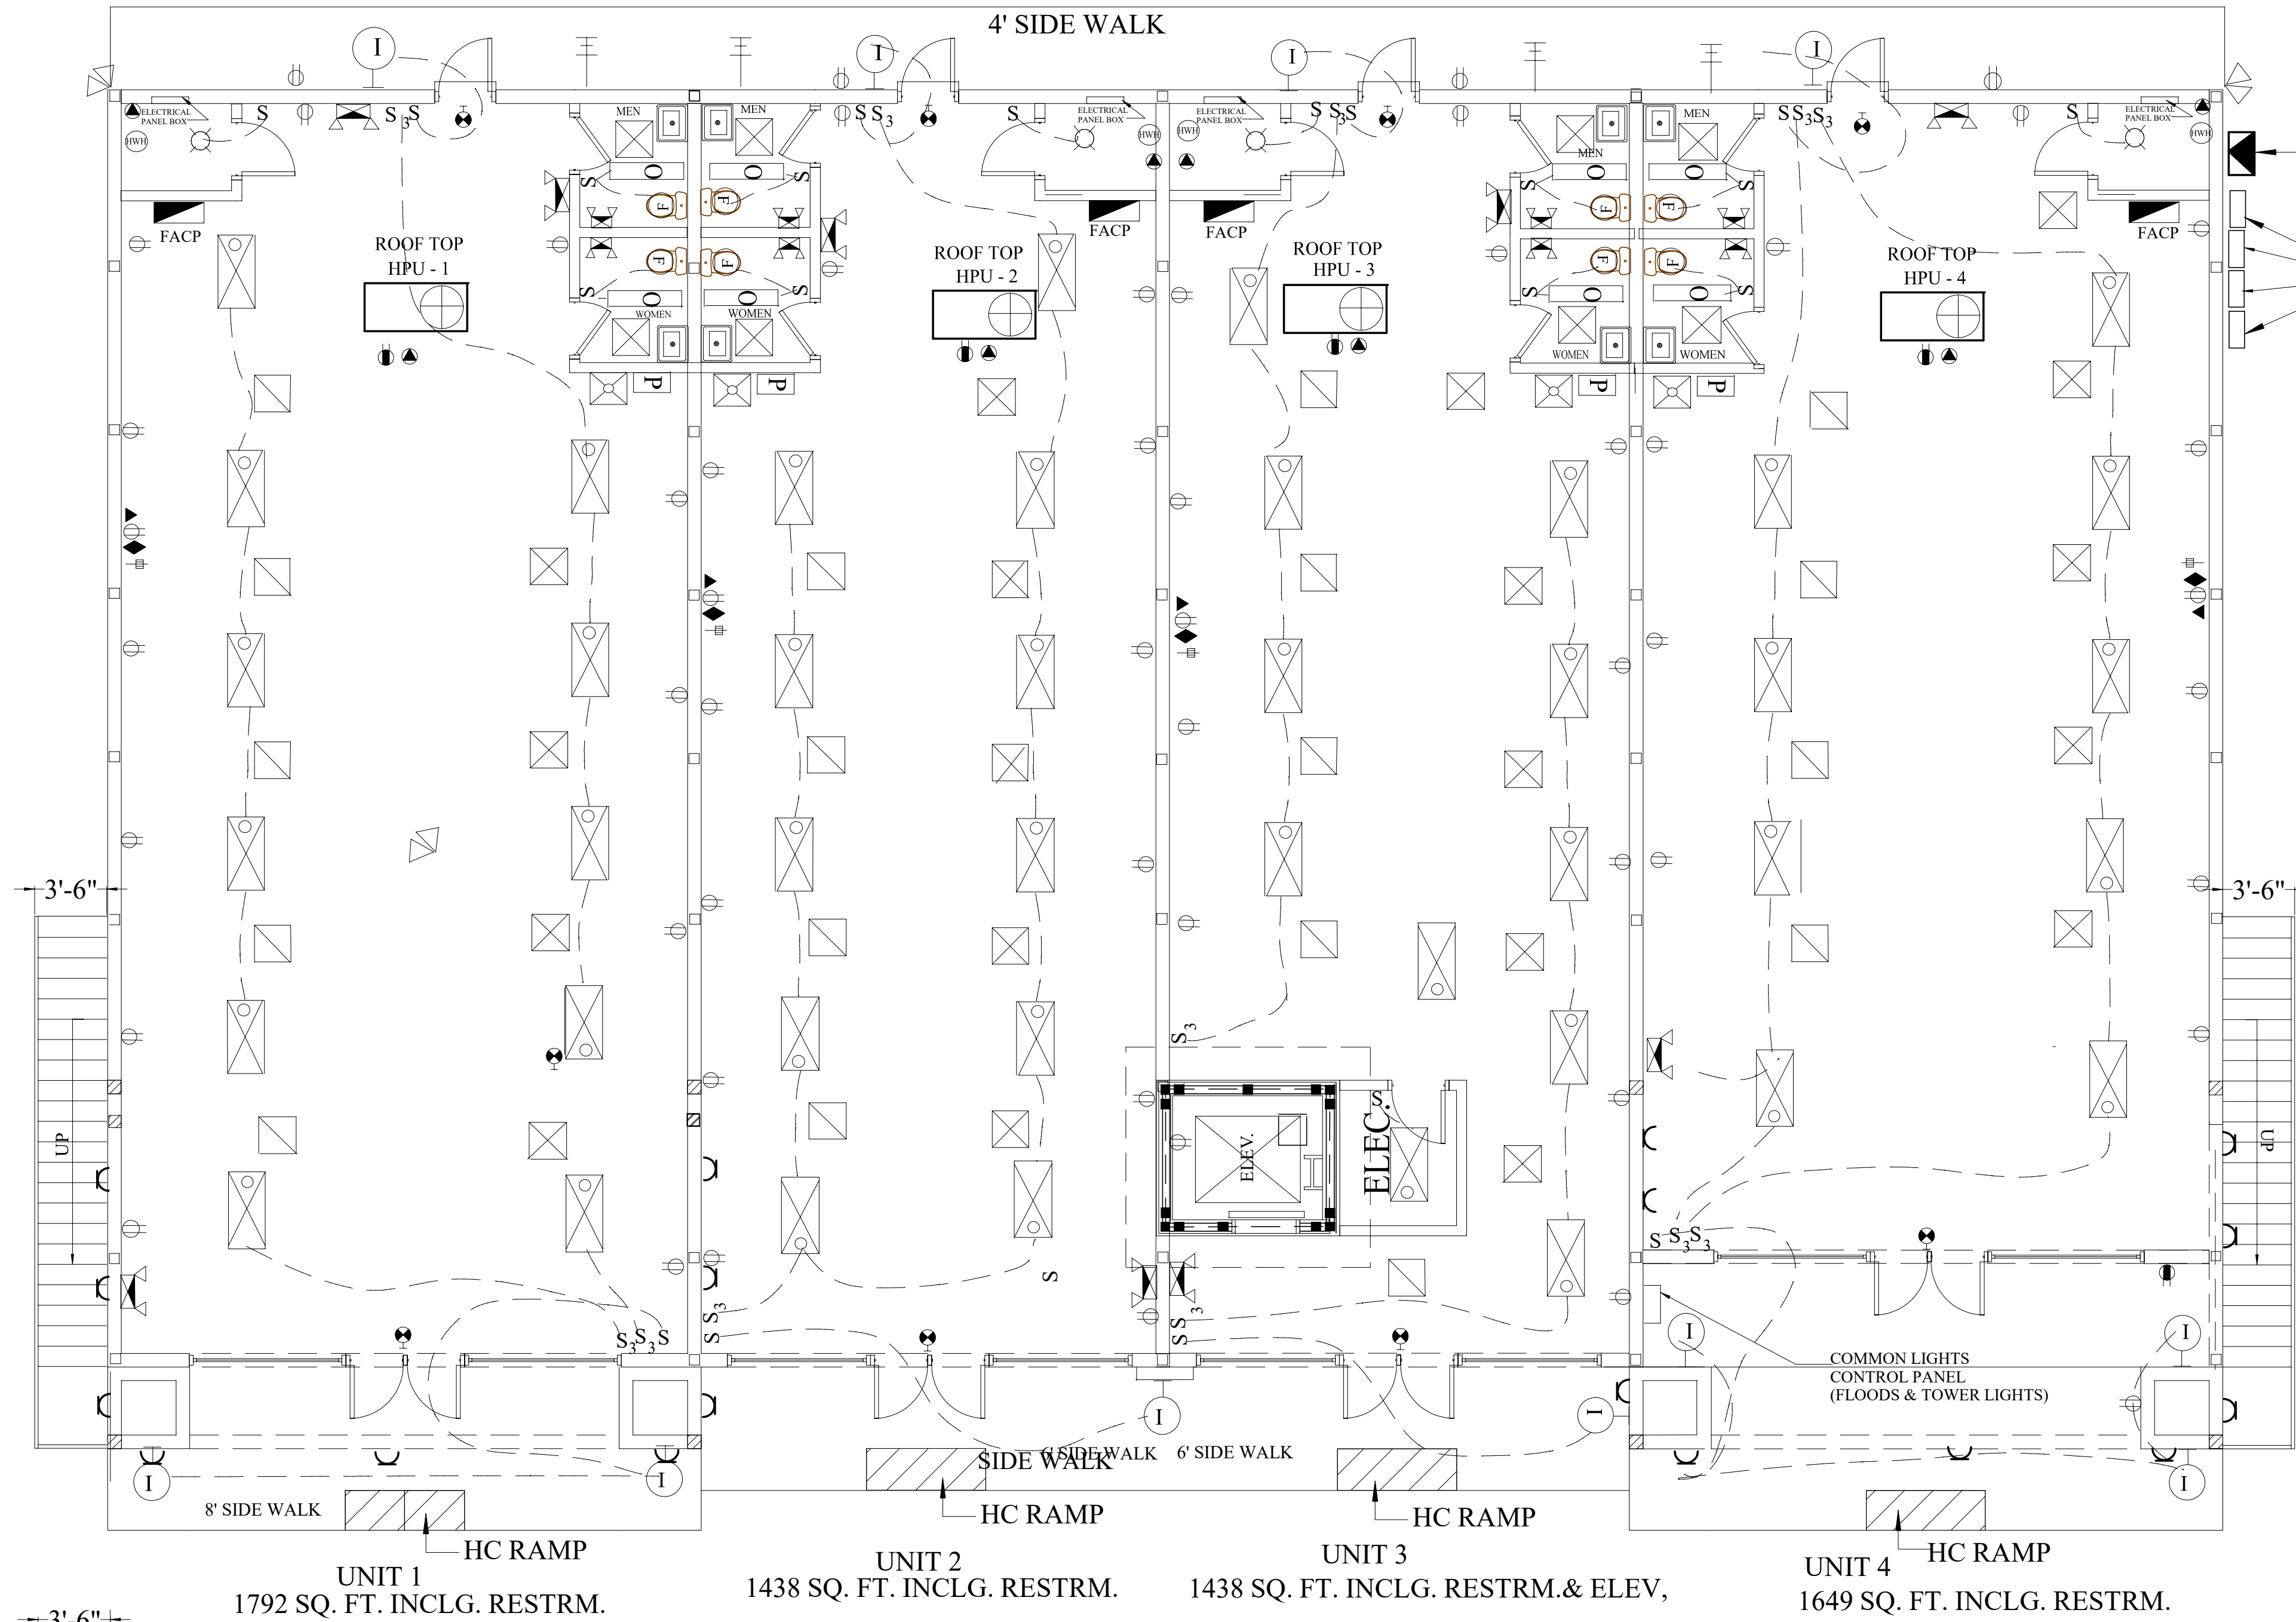 4' SIDE WALK
I
I
I
I
ELECTRICAL
PANEL BOX
HWH
S
S3S
MEN
MEN
SS3
S
ELECTRICAL
PANEL BOX
HWH
HWH
ELECTRICAL
PANEL BOX
S
S3S
MEN
MEN
SS3S3
S
ELECTRICAL
PANEL BOX
HWH
S
O
O
S
S
O
O
S
F
F
F
F
FACP
FACP
FACP
FACP
ROOF TOP
HPU - 1
ROOF TOP
HPU - 2
ROOF TOP
HPU - 3
ROOF TOP
HPU - 4
F
F
F
F
S
O
O
S
S
O
O
S
WOMEN
WOMEN
WOMEN
WOMEN
P
P
P
P
3'-6"
3'-6"
UP
UP
S3
S.
ELEV.
ELEC.
S
S S3S3
S3S3S
S S3
SS3
I
I
I
I
I
I
I
COMMON LIGHTS
CONTROL PANEL
(FLOODS & TOWER LIGHTS)
6' SIDE WALK
6' SIDE WALK
SIDE WALK
8' SIDE WALK
HC RAMP
HC RAMP
HC RAMP
HC RAMP
UNIT 1
1792 SQ. FT. INCLG. RESTRM.
UNIT 2
1438 SQ. FT. INCLG. RESTRM.
UNIT 3
1438 SQ. FT. INCLG. RESTRM.& ELEV,
UNIT 4
1649 SQ. FT. INCLG. RESTRM.
3'-6"